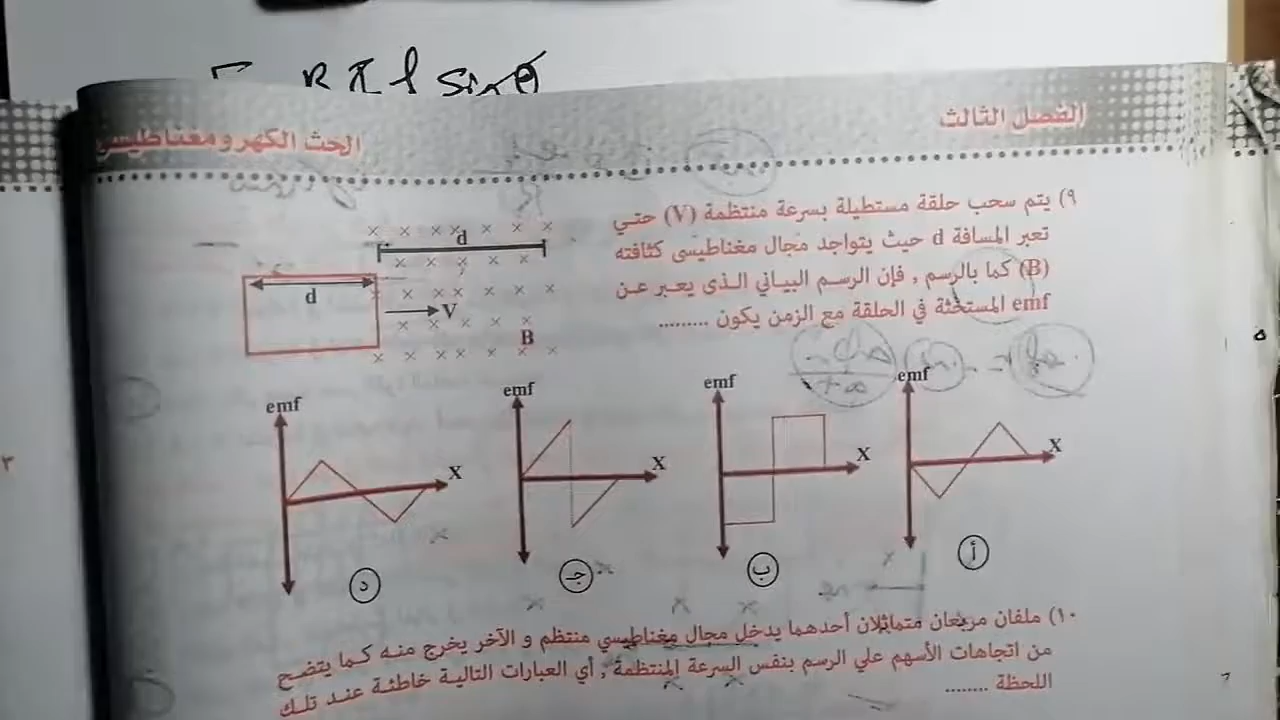 R π f sin θ
الفصل الثالث
الحث الكهرومغناطيسي
٩) يتم سحب حلقة مستطيلة بسرعة منتظمة (V) حتي
تعبر المسافة d حيث يتواجد مجال مغناطيسى كثافته
(B) كما بالرسم , فإن الرسم البياني الذى يعبر عن
emf المستحثة في الحلقة مع الزمن يكون .........
d
d
V
B
emf
X
أ
emf
X
ب
emf
X
جـ
emf
X
د
١٠) ملفان مربعان متماثلان أحدهما يدخل مجال مغناطيسي منتظم و الآخر يخرج منه كما يتضح
من اتجاهات الأسهم علي الرسم بنفس السرعة المنتظمة , أي العبارات التالية خاطئة عند تلك
اللحظة ........